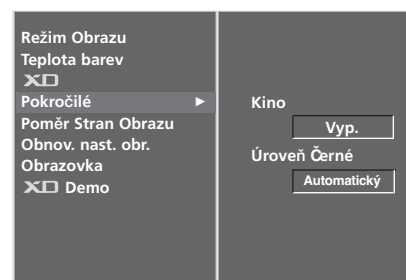 Režim Obrazu
Teplota barev
XD
Pokročilé ►
Poměr Stran Obrazu
Obnov. nast. obr.
Obrazovka
XD Demo
Kino
Vyp.
Úroveň Černé
Automatický